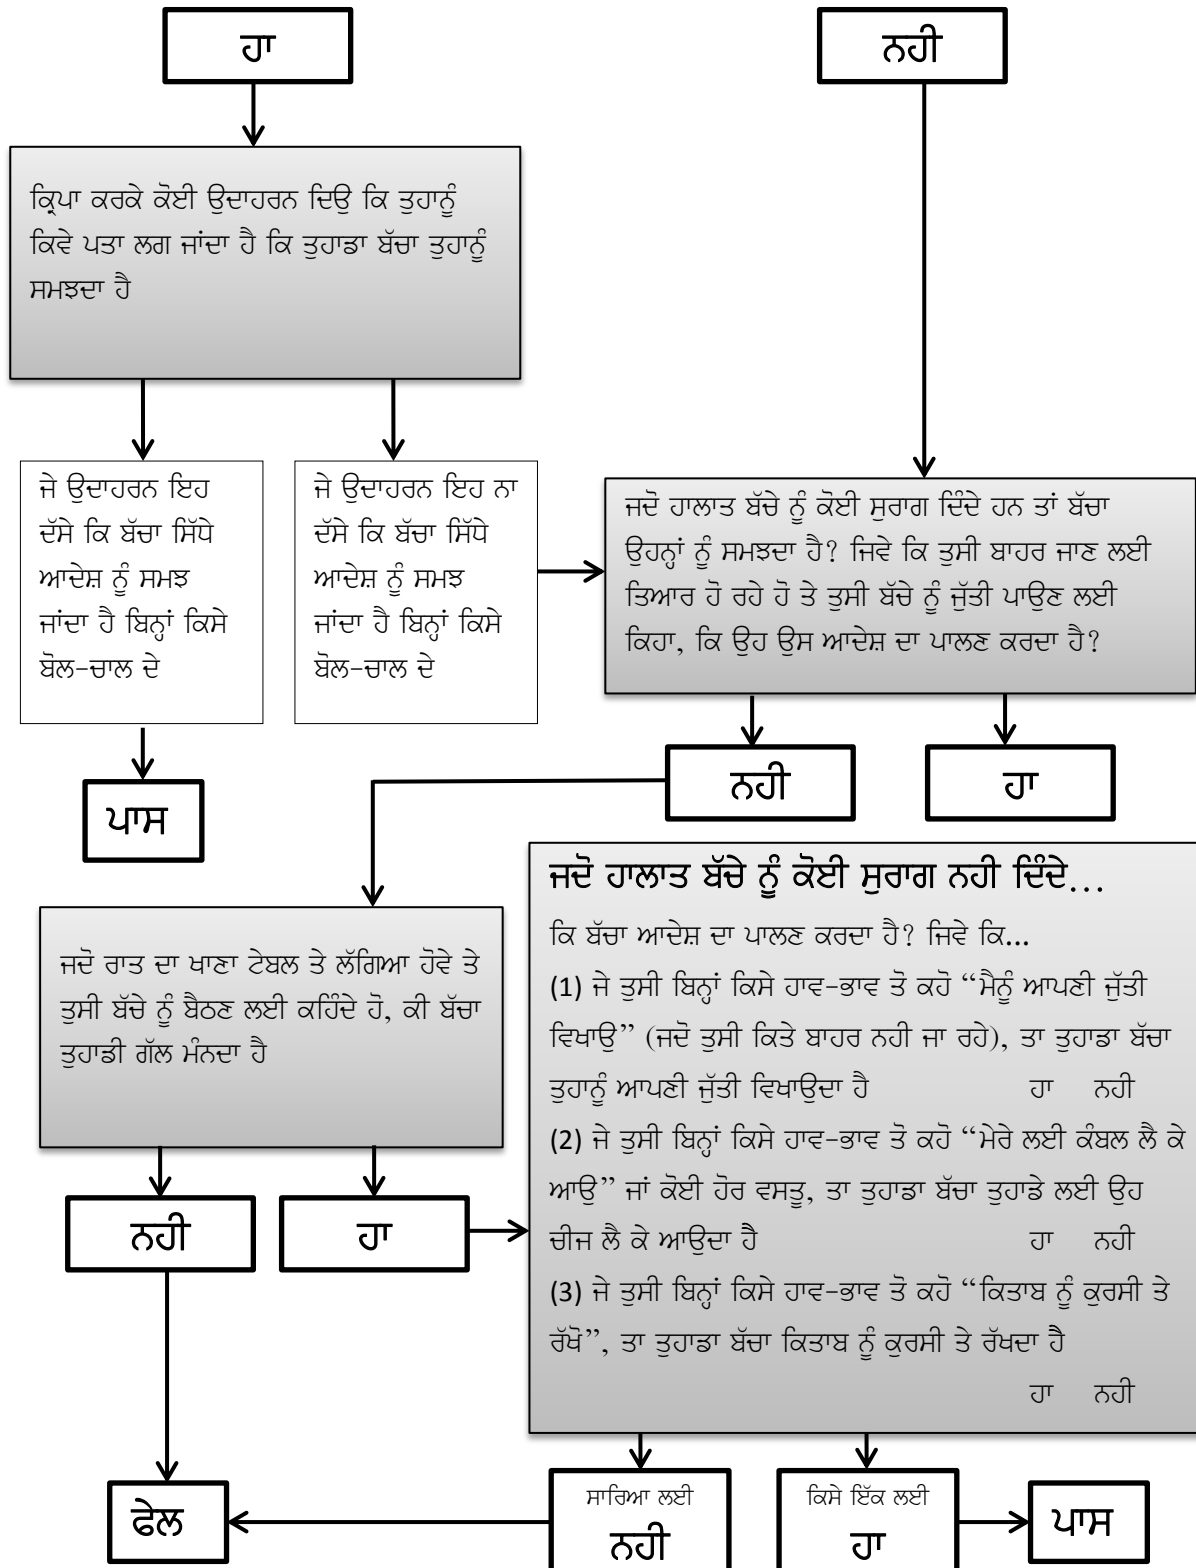 ਹਾ
ਨਹੀ
ਕ੍ਰਿਪਾ ਕਰਕੇ ਕੋਈ ਉਦਾਹਰਨ ਦਿਉ ਕਿ ਤੁਹਾਨੂੰ
ਕਿਵੇ ਪਤਾ ਲਗ ਜਾਂਦਾ ਹੈ ਕਿ ਤੁਹਾਡਾ ਬੱਚਾ ਤੁਹਾਨੂੰ
ਸਮਝਦਾ ਹੈ
ਜੇ ਉਦਾਹਰਨ ਇਹ
ਦੱਸੇ ਕਿ ਬੱਚਾ ਸਿੱਧੇ
ਆਦੇਸ਼ ਨੂੰ ਸਮਝ
ਜਾਂਦਾ ਹੈ ਬਿਨ੍ਹਾਂ ਕਿਸੇ
ਬੋਲ-ਚਾਲ ਦੇ
ਜੇ ਉਦਾਹਰਨ ਇਹ ਨਾ
ਦੱਸੇ ਕਿ ਬੱਚਾ ਸਿੱਧੇ
ਆਦੇਸ਼ ਨੂੰ ਸਮਝ
ਜਾਂਦਾ ਹੈ ਬਿਨ੍ਹਾਂ ਕਿਸੇ
ਬੋਲ-ਚਾਲ ਦੇ
ਜਦੋ ਹਾਲਾਤ ਬੱਚੇ ਨੂੰ ਕੋਈ ਸੁਰਾਗ ਦਿੰਦੇ ਹਨ ਤਾਂ ਬੱਚਾ
ਉਹਨ੍ਹਾਂ ਨੂੰ ਸਮਝਦਾ ਹੈ? ਜਿਵੇ ਕਿ ਤੁਸੀ ਬਾਹਰ ਜਾਣ ਲਈ
ਤਿਆਰ ਹੋ ਰਹੇ ਹੋ ਤੇ ਤੁਸੀ ਬੱਚੇ ਨੂੰ ਜੁੱਤੀ ਪਾਉਣ ਲਈ
ਕਿਹਾ, ਕਿ ਉਹ ਉਸ ਆਦੇਸ਼ ਦਾ ਪਾਲਣ ਕਰਦਾ ਹੈ?
ਪਾਸ
ਨਹੀ
ਹਾ
ਜਦੋ ਰਾਤ ਦਾ ਖਾਣਾ ਟੇਬਲ ਤੇ ਲੱਗਿਆ ਹੋਵੇ ਤੇ
ਤੁਸੀ ਬੱਚੇ ਨੂੰ ਬੈਠਣ ਲਈ ਕਹਿੰਦੇ ਹੋ, ਕੀ ਬੱਚਾ
ਤੁਹਾਡੀ ਗੱਲ ਮੰਨਦਾ ਹੈ
ਜਦੋ ਹਾਲਾਤ ਬੱਚੇ ਨੂੰ ਕੋਈ ਸੁਰਾਗ ਨਹੀ ਦਿੰਦੇ...
ਕਿ ਬੱਚਾ ਆਦੇਸ਼ ਦਾ ਪਾਲਣ ਕਰਦਾ ਹੈ? ਜਿਵੇ ਕਿ...
(1) ਜੇ ਤੁਸੀ ਬਿਨ੍ਹਾਂ ਕਿਸੇ ਹਾਵ-ਭਾਵ ਤੋ ਕਹੋ “ਮੈਨੂੰ ਆਪਣੀ ਜੁੱਤੀ
ਵਿਖਾਉ” (ਜਦੋ ਤੁਸੀ ਕਿਤੇ ਬਾਹਰ ਨਹੀ ਜਾ ਰਹੇ), ਤਾ ਤੁਹਾਡਾ ਬੱਚਾ
ਤੁਹਾਨੂੰ ਆਪਣੀ ਜੁੱਤੀ ਵਿਖਾਉਦਾ ਹੈ ਹਾ ਨਹੀ
(2) ਜੇ ਤੁਸੀ ਬਿਨ੍ਹਾਂ ਕਿਸੇ ਹਾਵ-ਭਾਵ ਤੋ ਕਹੋ “ਮੇਰੇ ਲਈ ਕੰਬਲ ਲੈ ਕੇ
ਆਉ” ਜਾਂ ਕੋਈ ਹੋਰ ਵਸਤੂ, ਤਾ ਤੁਹਾਡਾ ਬੱਚਾ ਤੁਹਾਡੇ ਲਈ ਉਹ
ਚੀਜ ਲੈ ਕੇ ਆਉਦਾ ਹੈ ਹਾ ਨਹੀ
(3) ਜੇ ਤੁਸੀ ਬਿਨ੍ਹਾਂ ਕਿਸੇ ਹਾਵ-ਭਾਵ ਤੋ ਕਹੋ “ਕਿਤਾਬ ਨੂੰ ਕੁਰਸੀ ਤੇ
ਰੱਖੋ”, ਤਾ ਤੁਹਾਡਾ ਬੱਚਾ ਕਿਤਾਬ ਨੂੰ ਕੁਰਸੀ ਤੇ ਰੱਖਦਾ ਹੈ
ਹਾ ਨਹੀ
ਨਹੀ
ਹਾ
ਫੇਲ
ਸਾਰਿਆ ਲਈ
ਨਹੀ
ਕਿਸੇ ਇੱਕ ਲਈ
ਹਾ
ਪਾਸ